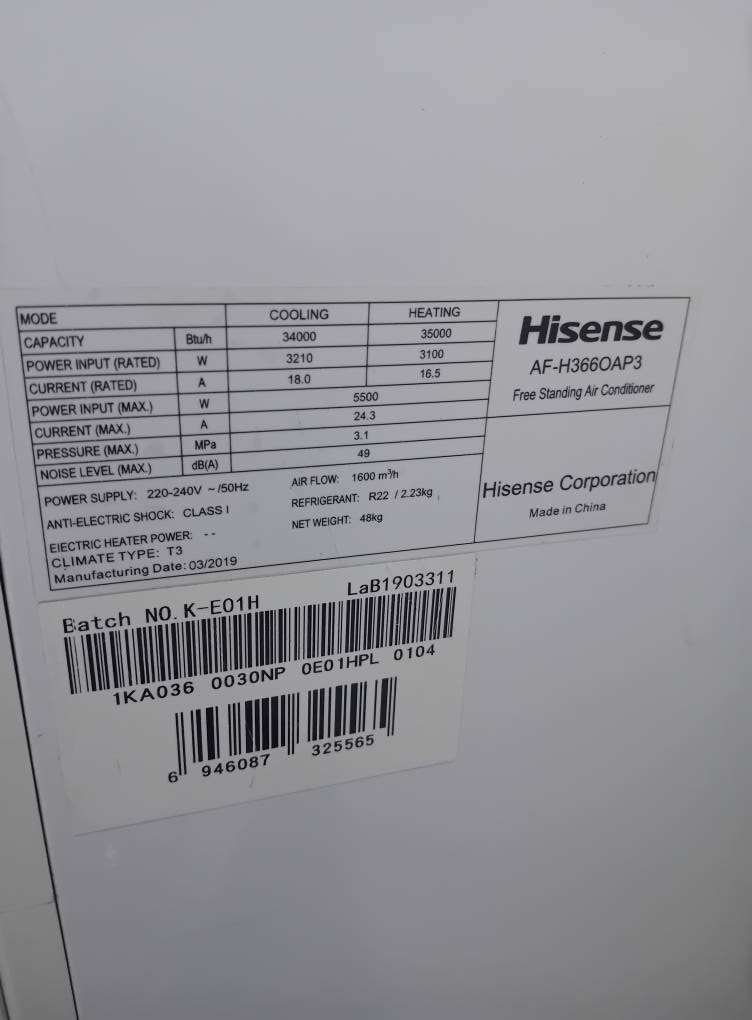 MODE COOLING HEATING
CAPACITY Btu/h 34000 35000
POWER INPUT (RATED) W 3210 3100
CURRENT (RATED) A 18.0 16.5
POWER INPUT (MAX.) W 5500
CURRENT (MAX.) A 24.3
PRESSURE (MAX.) MPa 3.1
NOISE LEVEL (MAX.) dB(A) 49
POWER SUPPLY: 220-240V ~/50Hz
ANTI-ELECTRIC SHOCK: CLASS I
EIECTRIC HEATER POWER: --
CLIMATE TYPE: T3
Manufacturing Date: 03/2019
AIR FLOW: 1600 m³/h
REFRIGERANT: R22 / 2.23kg
NET WEIGHT: 48kg
Hisense
AF-H366OAP3
Free Standing Air Conditioner
Hisense Corporation
Made in China
Batch NO. K-E01H LaB1903311
1KA036 0030NP 0E01HPL 0104
6 946087 325565